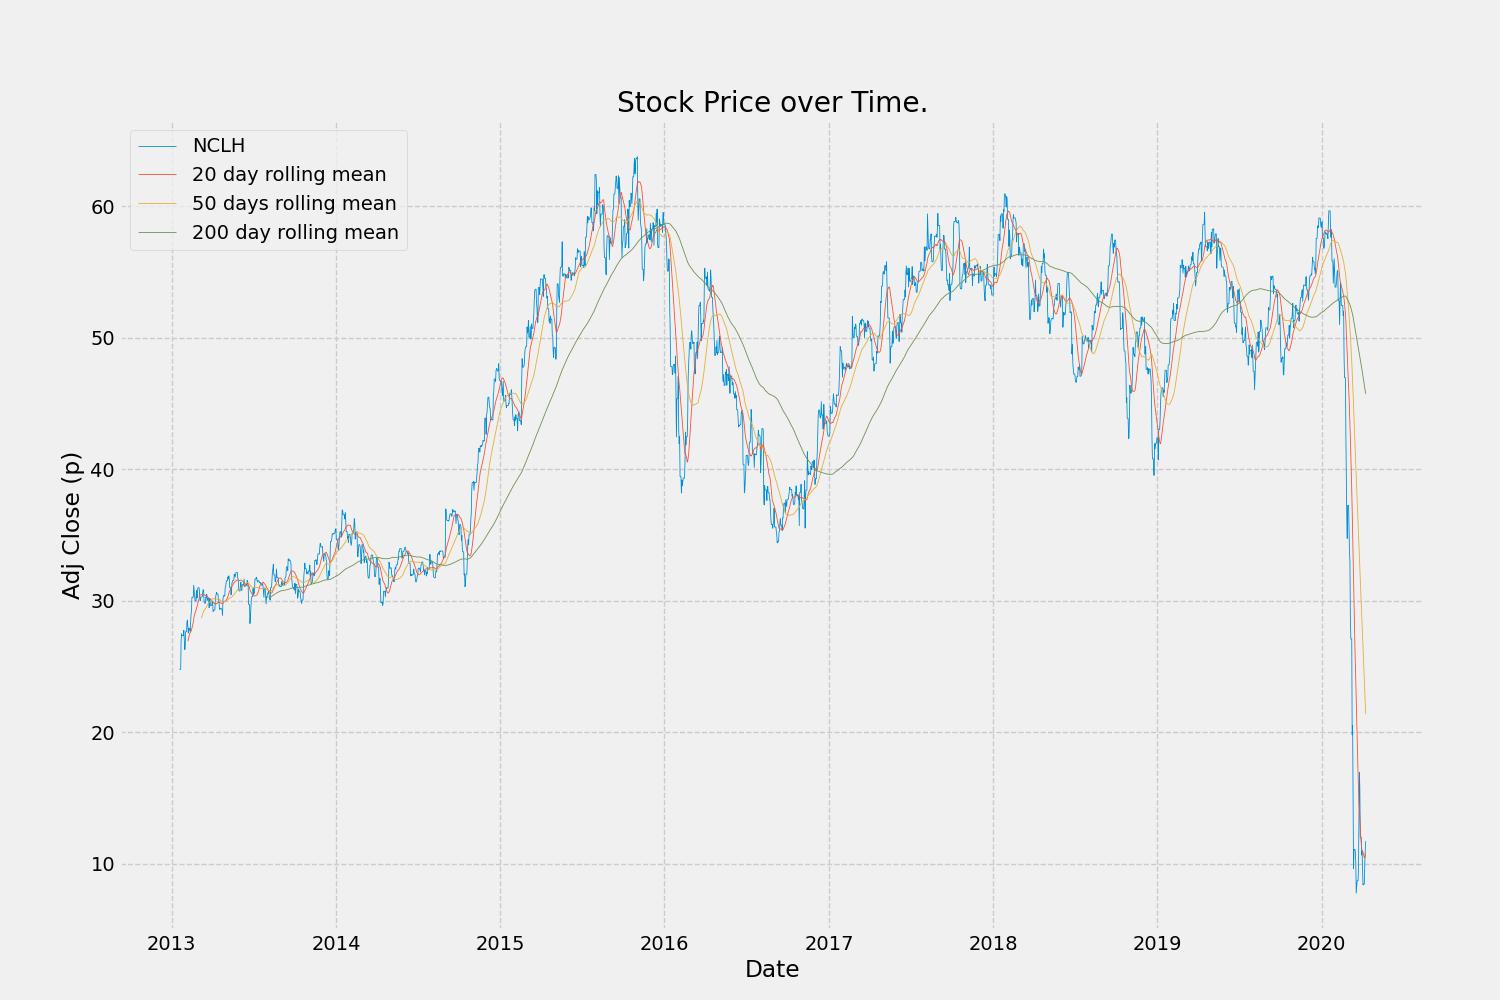 Stock Price over Time.
NCLH
20 day rolling mean
50 days rolling mean
200 day rolling mean
Adj Close (p)
60
50
40
30
20
10
2013 2014 2015 2016 2017 2018 2019 2020
Date